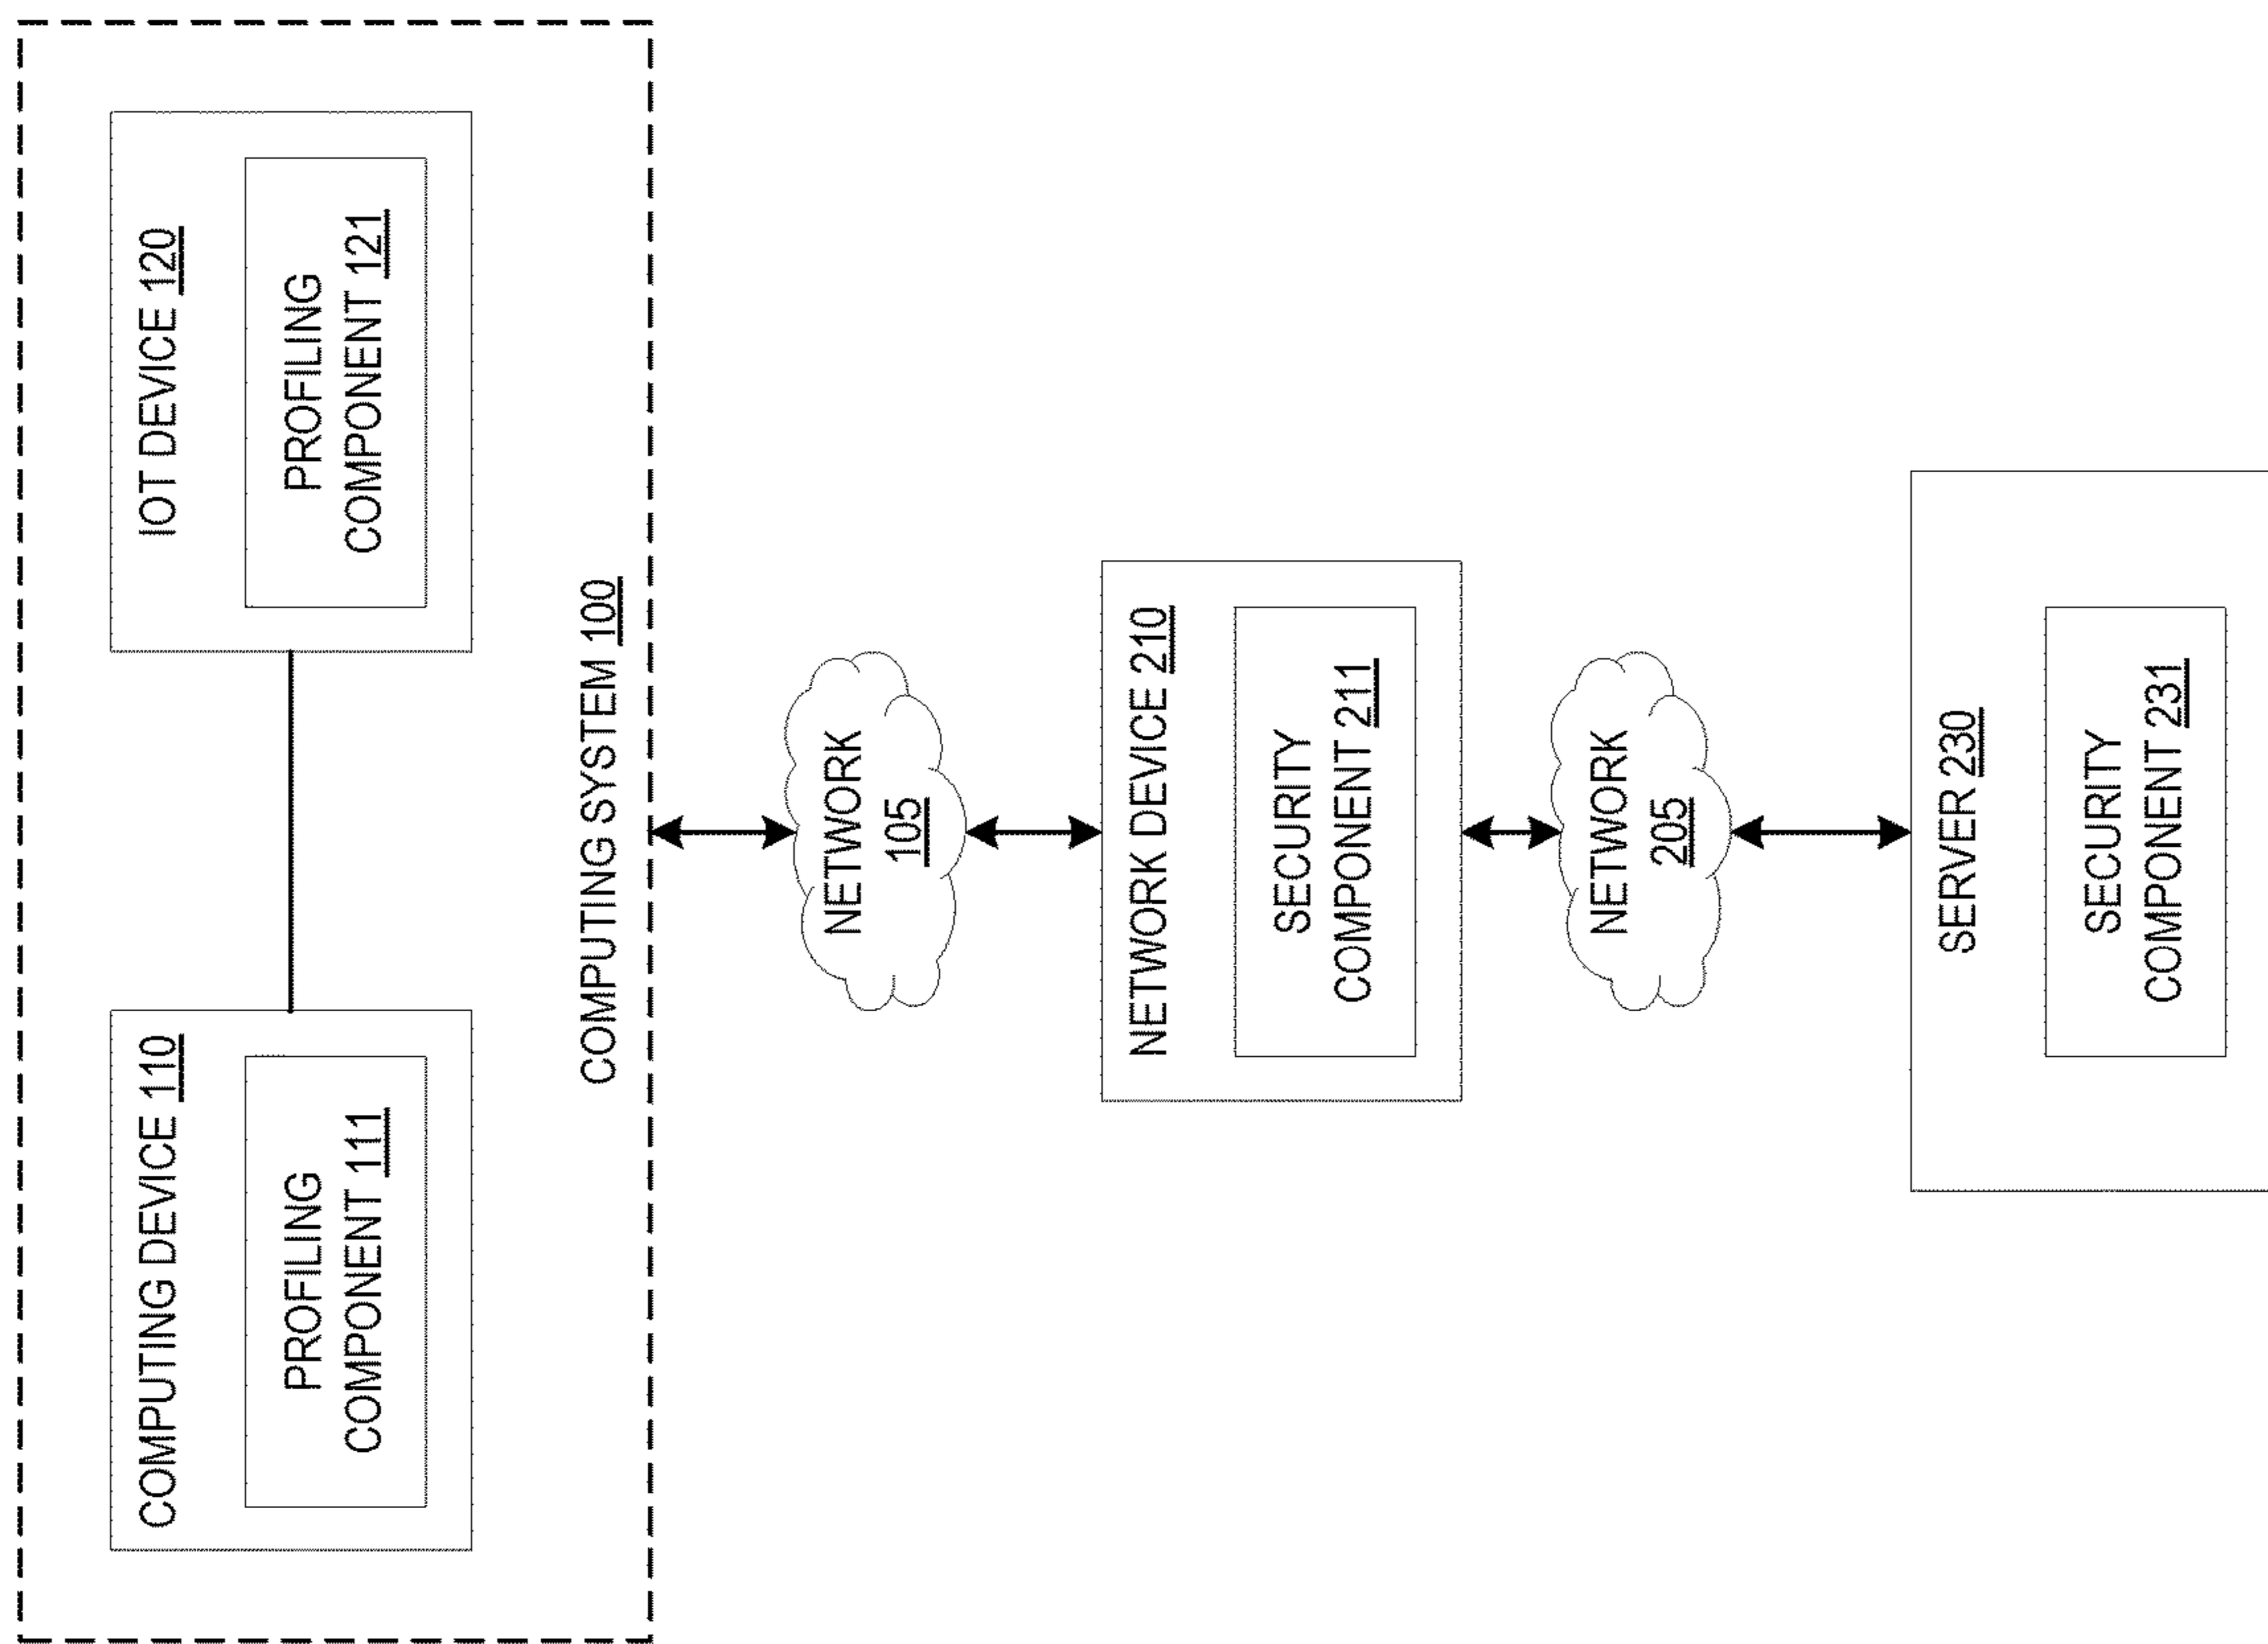 COMPUTING DEVICE 110
PROFILING
COMPONENT 111
IOT DEVICE 120
PROFILING
COMPONENT 121
COMPUTING SYSTEM 100
NETWORK
105
NETWORK DEVICE 210
SECURITY
COMPONENT 211
NETWORK
205
SERVER 230
SECURITY
COMPONENT 231